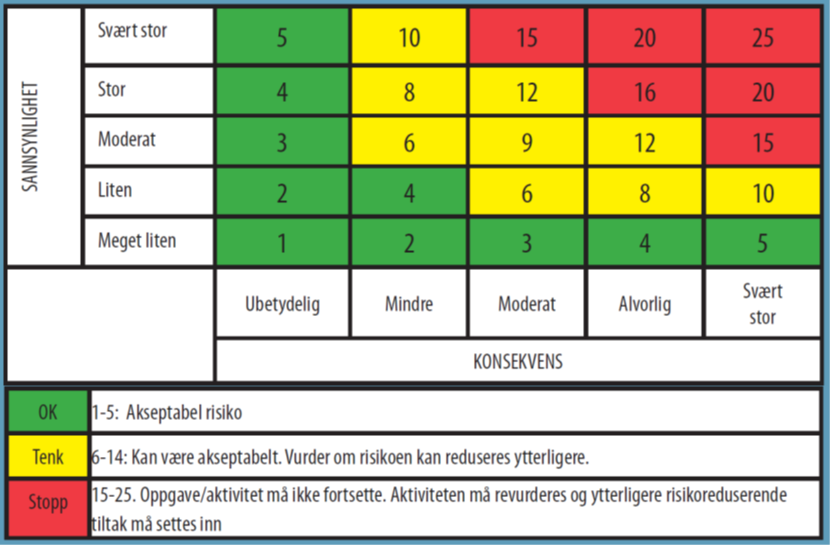 SANNSYNLIGHET
Svært stor 5 10 15 20 25
Stor 4 8 12 16 20
Moderat 3 6 9 12 15
Liten 2 4 6 8 10
Meget liten 1 2 3 4 5
Ubetydelig Mindre Moderat Alvorlig Svært
stor
KONSEKVENS
OK 1-5: Akseptabel risiko
Tenk 6-14: Kan være akseptabelt. Vurder om risikoen kan reduseres ytterligere.
Stopp 15-25. Oppgave/aktivitet må ikke fortsette. Aktiviteten må revurderes og ytterligere risikoreduserende
tiltak må settes inn